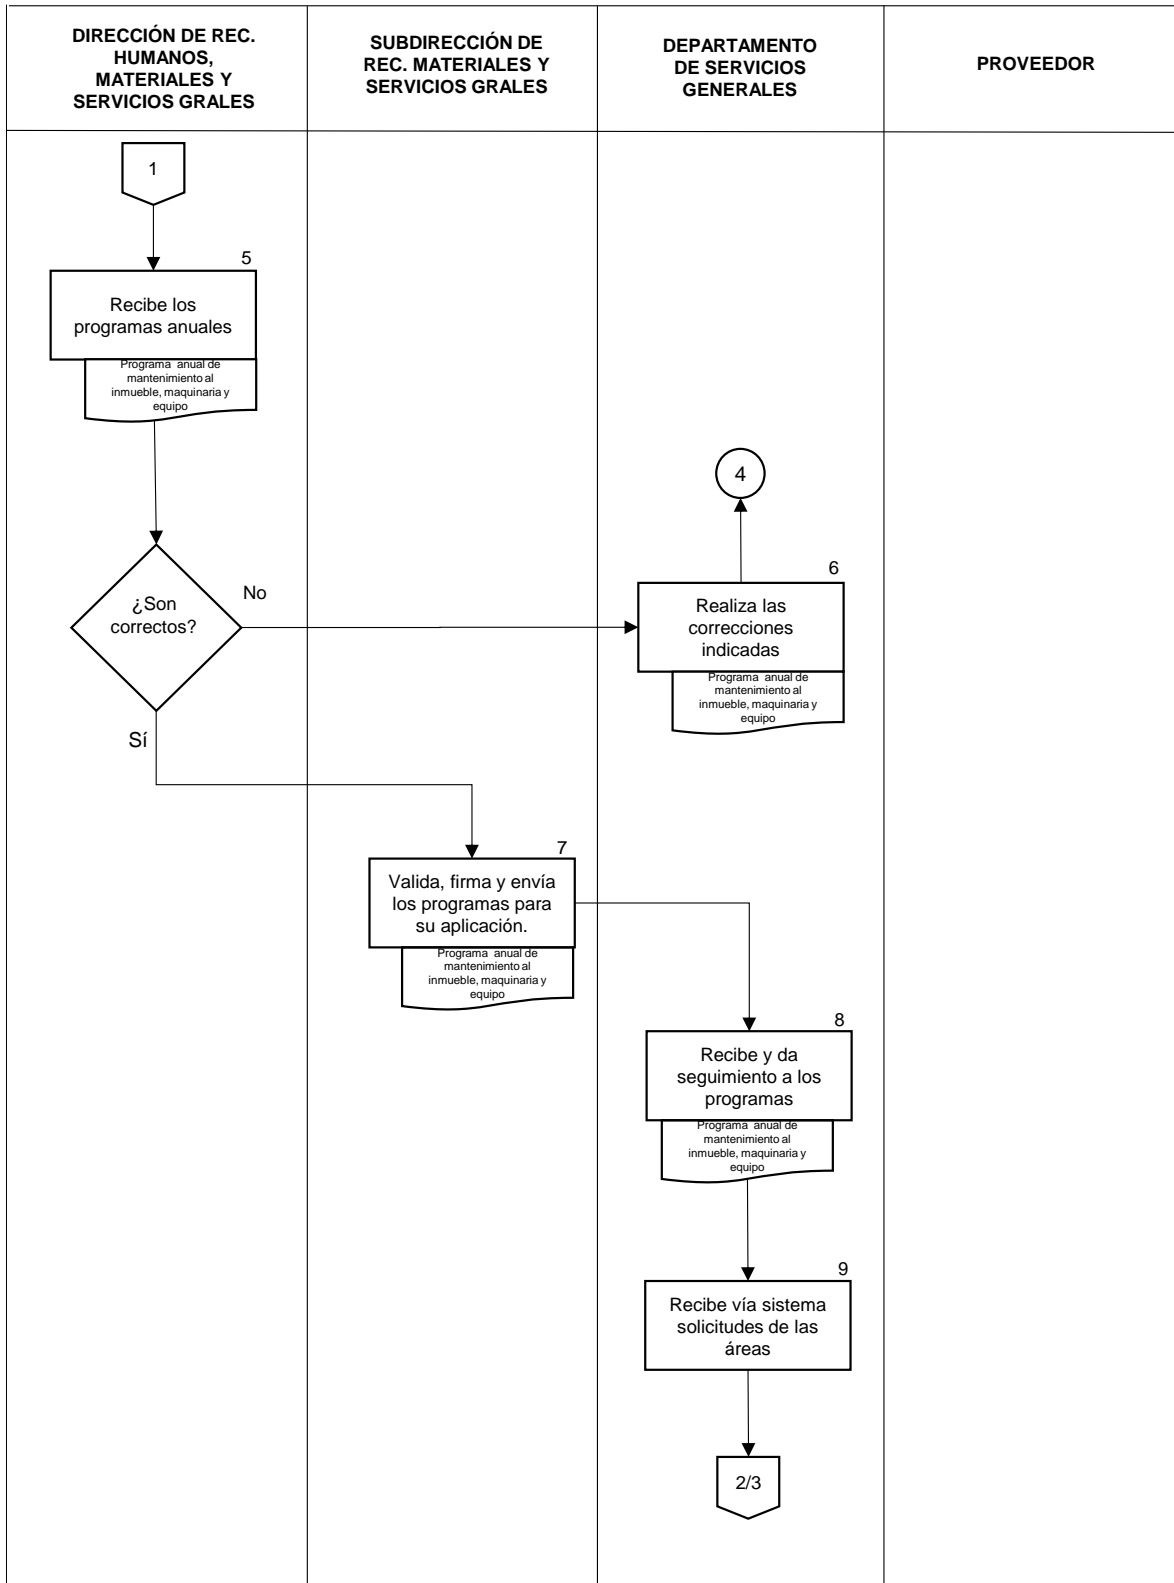 DIRECCIÓN DE REC.
HUMANOS,
MATERIALES Y
SERVICIOS GRALES
SUBDIRECCIÓN DE
REC. MATERIALES Y
SERVICIOS GRALES
DEPARTAMENTO
DE SERVICIOS
GENERALES
PROVEEDOR
1
5
Recibe los
programas anuales
Programa anual de
mantenimiento al
inmueble, maquinaria y
equipo
¿Son
correctos?
No
Sí
4
6
Realiza las
correcciones
indicadas
Programa anual de
mantenimiento al
inmueble, maquinaria y
equipo
7
Valida, firma y envía
los programas para
su aplicación.
Programa anual de
mantenimiento al
inmueble, maquinaria y
equipo
8
Recibe y da
seguimiento a los
programas
Programa anual de
mantenimiento al
inmueble, maquinaria y
equipo
9
Recibe vía sistema
solicitudes de las
áreas
2/3